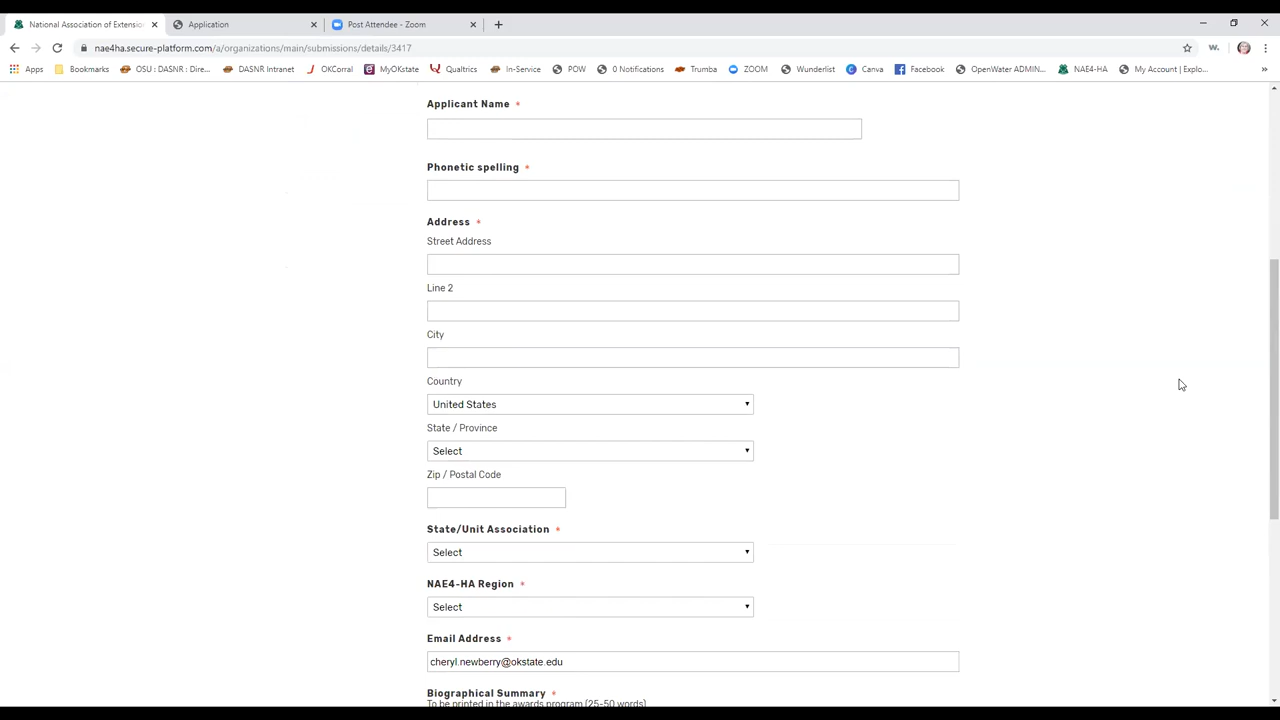 National Association of Extensio
Application
Post Attendee - Zoom
nae4ha.secure-platform.com/a/organizations/main/submissions/details/3417
Apps
Bookmarks
OSU : DASNR : Dire...
DASNR Intranet
OKCorral
MyOKstate
Qualtrics
In-Service
POW
0 Notifications
Trumba
ZOOM
Wunderlist
Canva
Facebook
OpenWater ADMIN...
NAE4-HA
My Account | Explo...
Applicant Name *
Phonetic spelling *
Address *
Street Address
Line 2
City
Country
United States
State / Province
Select
Zip / Postal Code
State/Unit Association *
Select
NAE4-HA Region *
Select
Email Address *
cheryl.newberry@okstate.edu
Biographical Summary *
To be printed in the awards program (25-50 words)